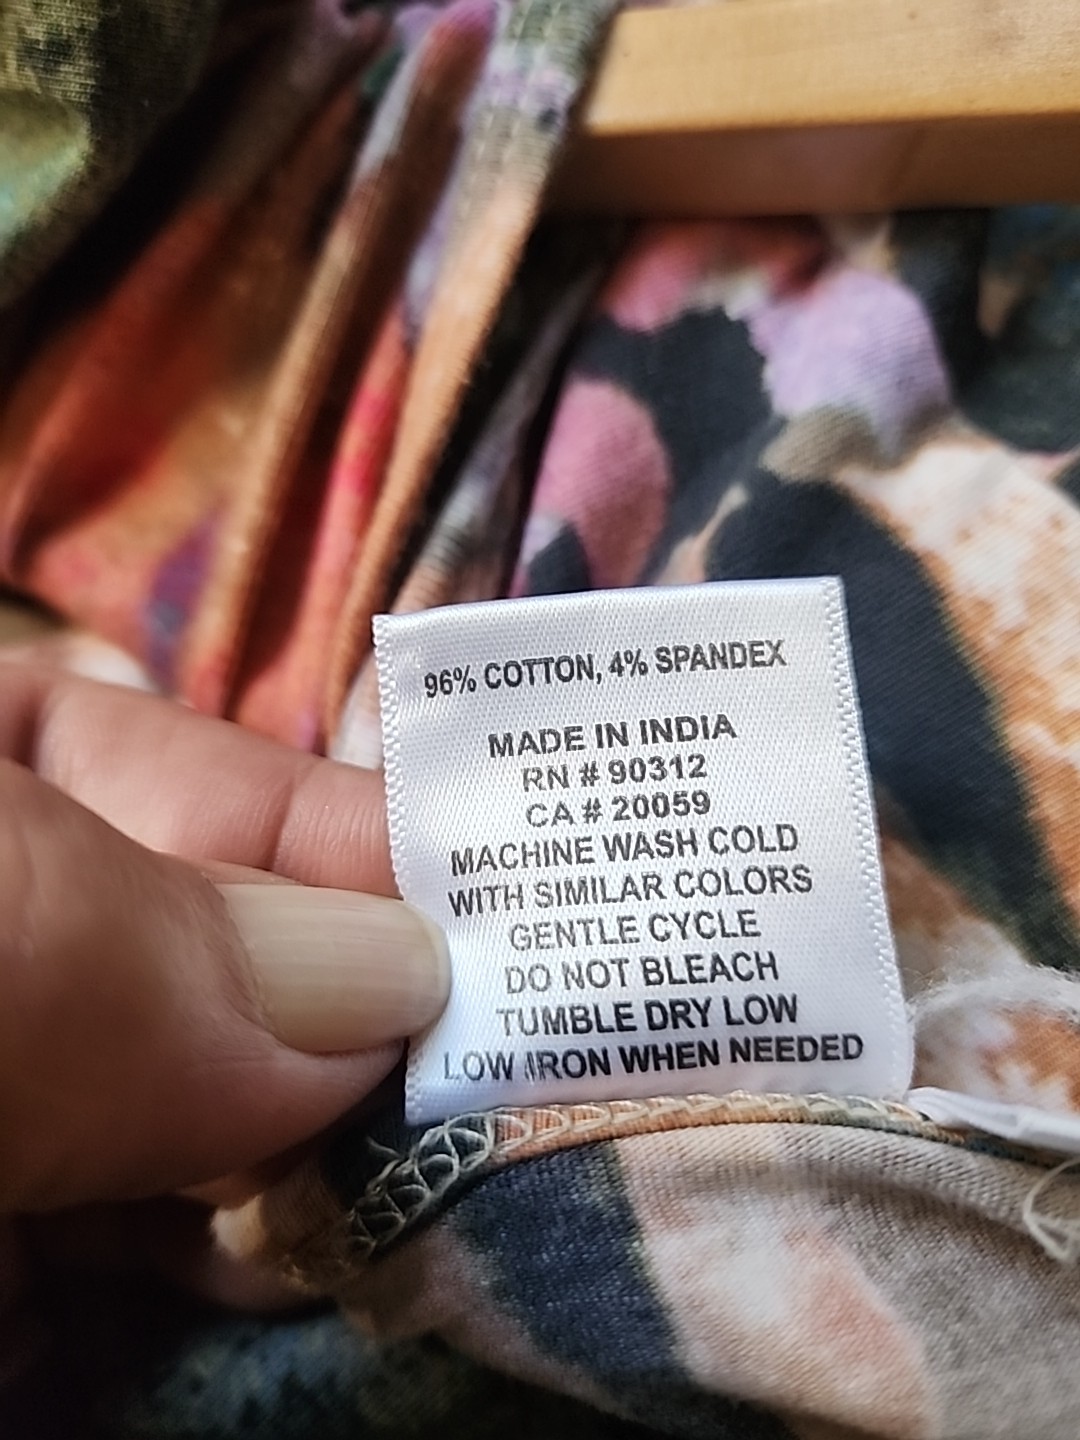 96% COTTON, 4% SPANDEX
MADE IN INDIA
RN # 90312
CA # 20059
MACHINE WASH COLD
WITH SIMILAR COLORS
GENTLE CYCLE
DO NOT BLEACH
TUMBLE DRY LOW
LOW IRON WHEN NEEDED